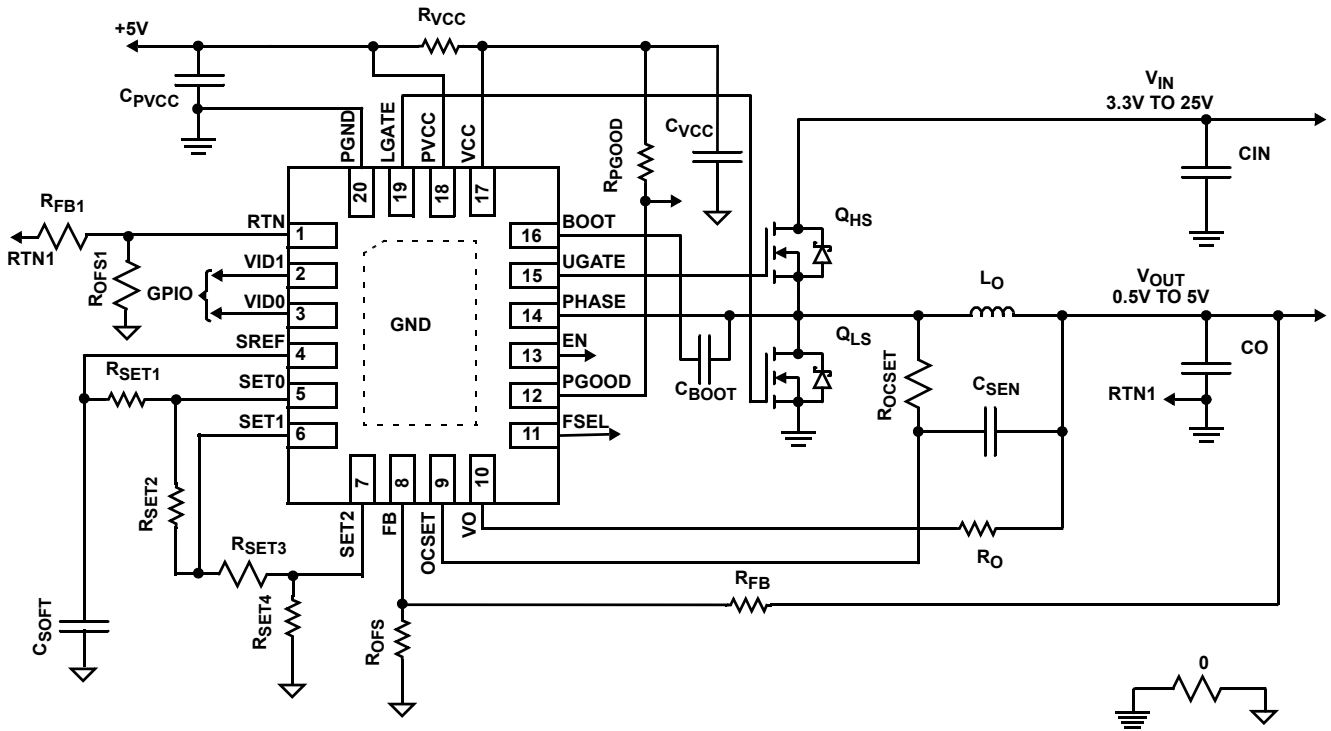 +5V
RVCC
CPVCC
PGND
LGATE
PVCC
VCC
RPGOOD
CVCC
VIN
3.3V TO 25V
CIN
20
19
18
17
RFB1
RTN1
ROFS1
GPIO
RTN
1
VID1
2
VID0
3
SREF
4
SET0
5
SET1
6
GND
BOOT
16
UGATE
15
PHASE
14
EN
13
PGOOD
12
FSEL
11
QHS
QLS
CBOOT
LO
VOUT
0.5V TO 5V
ROCSET
CSEN
CO
RTN1
RSET1
RSET2
RSET3
RSET4
CSOFT
7
8
9
10
SET2
FB
OCSET
VO
RO
RFB
ROFS
0